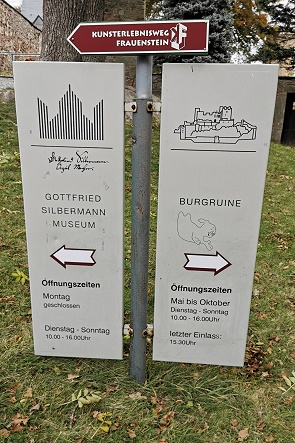 KUNSTERLEBNISWEG
FRAUENSTEIN
GOTTFRIED
SILBERMANN
MUSEUM
Öffnungszeiten
Montag
geschlossen
Dienstag - Sonntag
10.00 -16.00Uhr
BURGRUINE
Öffnungszeiten
Mai bis Oktober
Dienstag - Sonntag
10.00 -16.00Uhr
letzter Einlass:
15.30Uhr